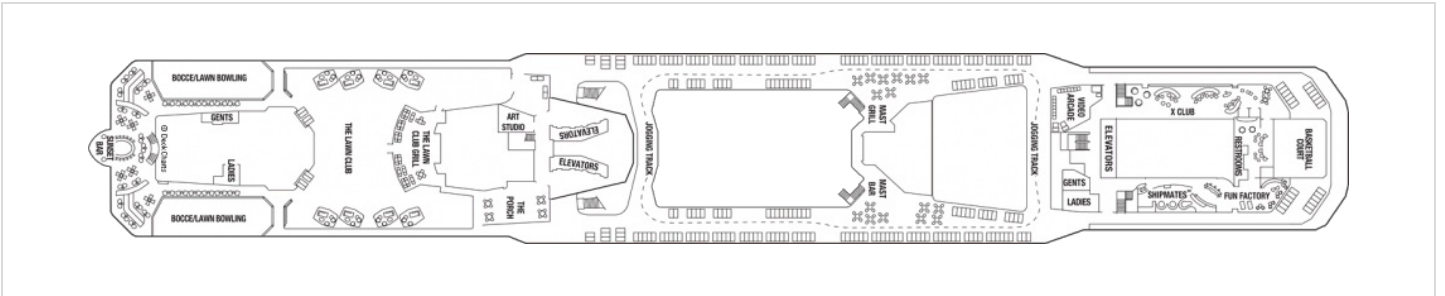 BOCCE/LAWN BOWLING
GENTS
© Deck Charts
SUNSET
BAR
LADIES
BOCCE/LAWN BOWLING
THE LAWN CLUB
THE LAWN
CLUB GRILL
ART
STUDIO
ELEVATORS
ELEVATORS
THE
PORCH
JOGGING TRACK
MAST
GRILL
MAST
BAR
JOGGING TRACK
VIDEO
ARCADE
ELEVATORS
GENTS
LADIES
X CLUB
RESTROOMS
SHIPMATES
FUN FACTORY
BASKETBALL
COURT